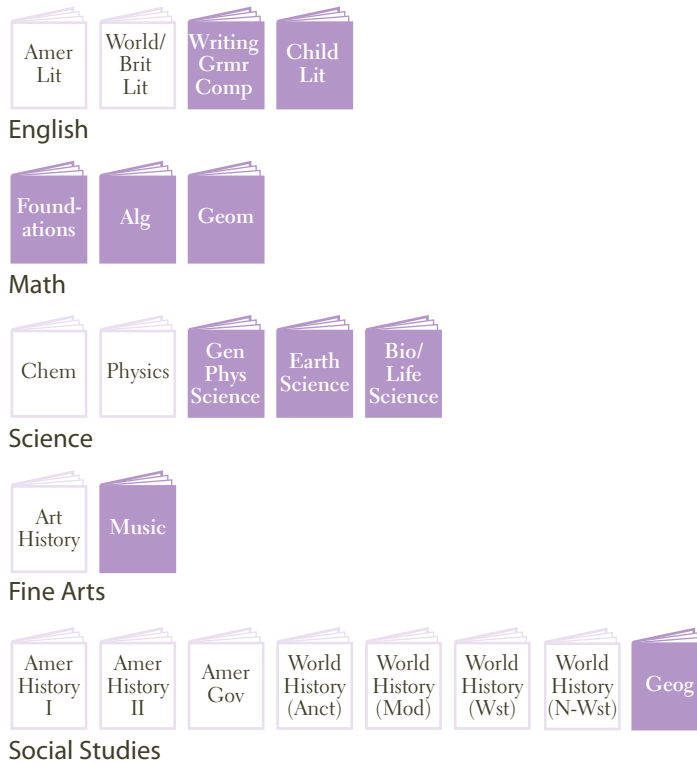 Amer
Lit
World/
Brit
Lit
Writing
Grmr
Comp
Child
Lit
English
Found-
ations
Alg
Geom
Math
Chem
Physics
Gen
Phys
Science
Earth
Science
Bio/
Life
Science
Science
Art
History
Music
Fine Arts
Amer
History
I
Amer
History
II
Amer
Gov
World
History
(Anct)
World
History
(Mod)
World
History
(Wst)
World
History
(N-Wst)
Geog
Social Studies